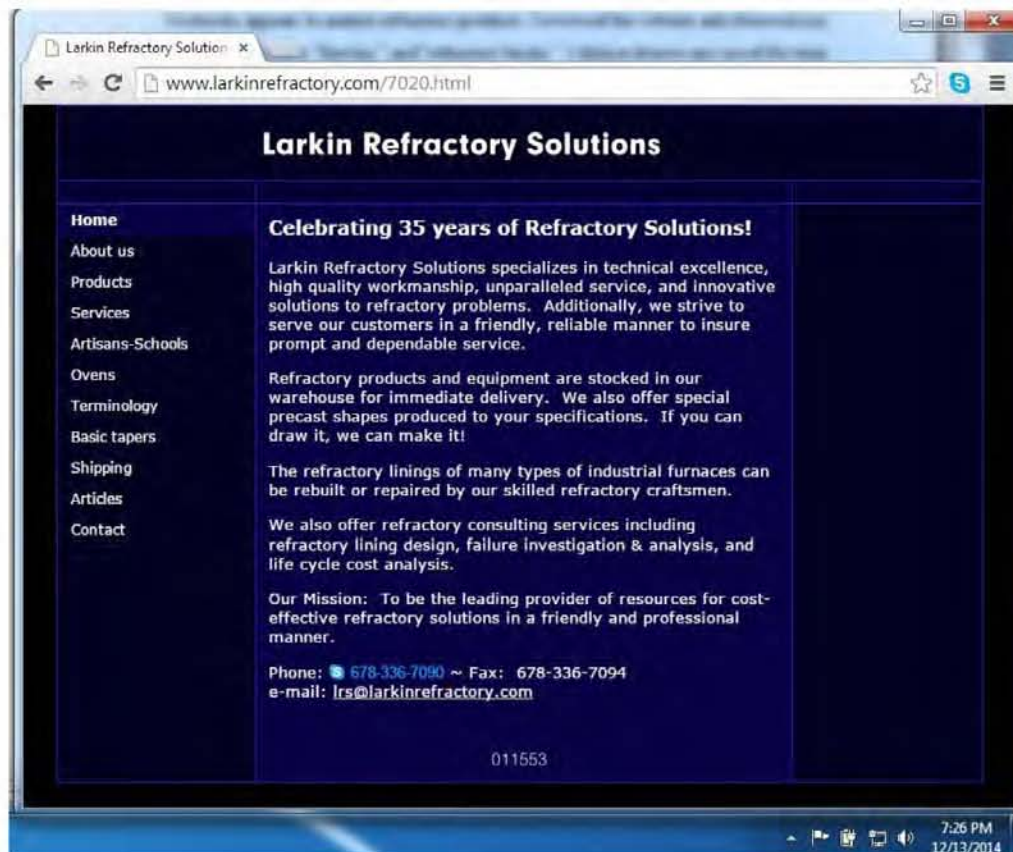 Larkin Refractory Solution
www.larkinrefractory.com/7020.html
Larkin Refractory Solutions
Home
About us
Products
Services
Artisans-Schools
Ovens
Terminology
Basic tapers
Shipping
Articles
Contact
Celebrating 35 years of Refractory Solutions!
Larkin Refractory Solutions specializes in technical excellence,
high quality workmanship, unparalleled service, and innovative
solutions to refractory problems. Additionally, we strive to
serve our customers in a friendly, reliable manner to insure
prompt and dependable service.
Refractory products and equipment are stocked in our
warehouse for immediate delivery. We also offer special
precast shapes produced to your specifications. If you can
draw it, we can make it!
The refractory linings of many types of industrial furnaces can
be rebuilt or repaired by our skilled refractory craftsmen.
We also offer refractory consulting services including
refractory lining design, failure investigation & analysis, and
life cycle cost analysis.
Our Mission: To be the leading provider of resources for cost-
effective refractory solutions in a friendly and professional
manner.
Phone: 678-336-7090 ~ Fax: 678-336-7094
e-mail: lrs@larkinrefractory.com
011553
7:26 PM
12/13/2014